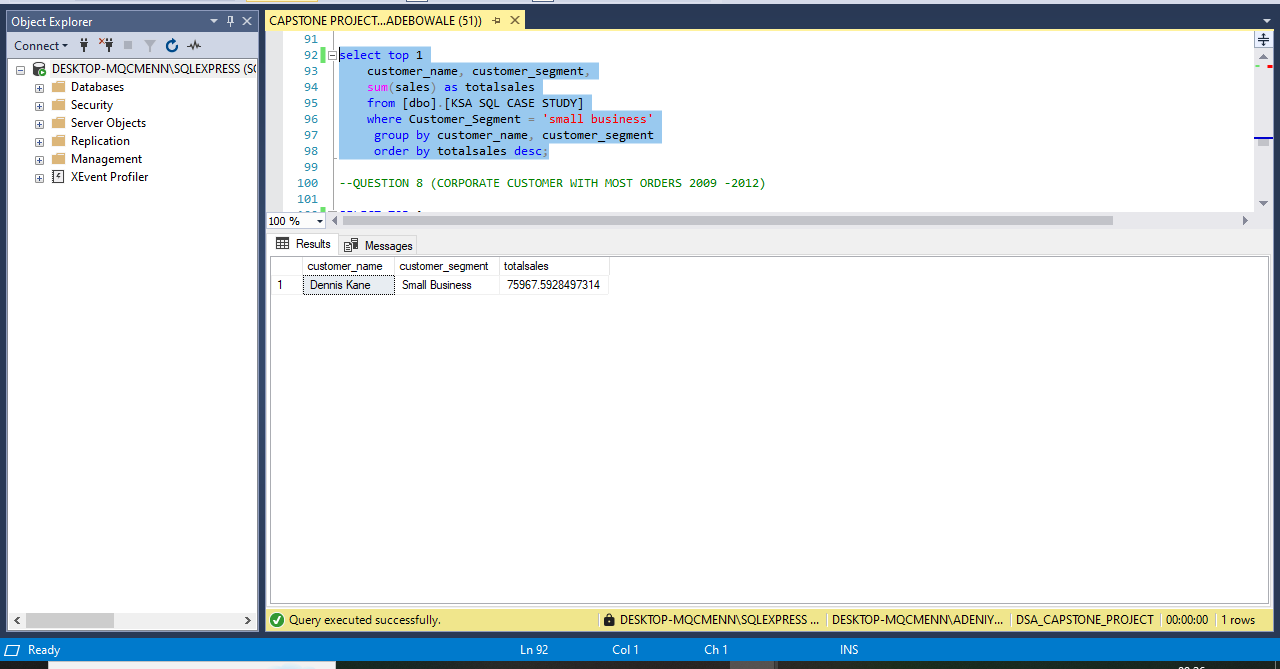 Object Explorer
Connect
DESKTOP-MQCMENN\SQLEXPRESS (S
Databases
Security
Server Objects
Replication
Management
XEvent Profiler
CAPSTONE PROJECT...ADEBOWALE (51))
91
92 select top 1
93 customer_name, customer_segment,
94 sum(sales) as totalsales
95 from [dbo].[KSA SQL CASE STUDY]
96 where Customer_Segment = 'small business'
97 group by customer_name, customer_segment
98 order by totalsales desc;
99
100 --QUESTION 8 (CORPORATE CUSTOMER WITH MOST ORDERS 2009 -2012)
101
100 %
Results Messages
customer_name customer_segment totalsales
1 Dennis Kane Small Business 75967.5928497314
Query executed successfully. DESKTOP-MQCMENN\SQLEXPRESS ... DESKTOP-MQCMENN\ADENIY... DSA_CAPSTONE_PROJECT 00:00:00 1 rows
Ready Ln 92 Col 1 Ch 1 INS